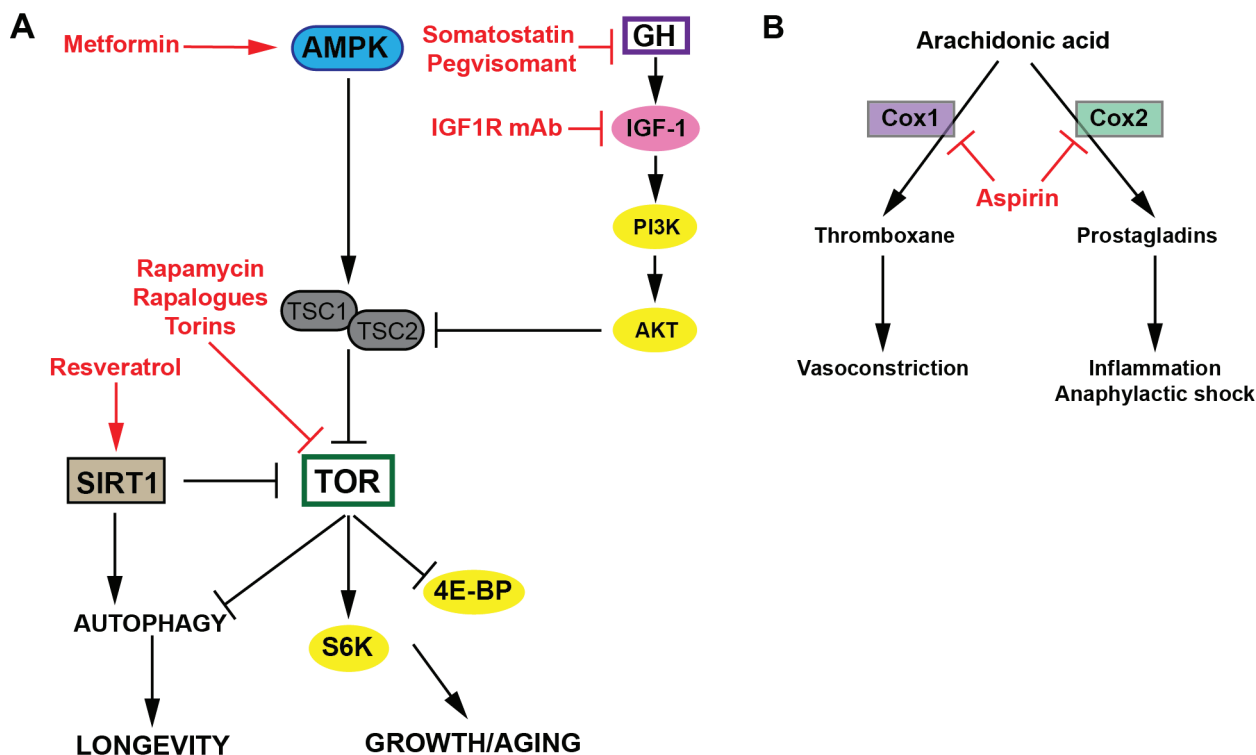 A
Metformin
AMPK
Somatostatin
Pegvisomant
GH
IGF1R mAb
IGF-1
PI3K
AKT
TSC1
TSC2
Rapamycin
Rapalogues
Torins
Resveratrol
SIRT1
TOR
AUTOPHAGY
4E-BP
S6K
LONGEVITY
GROWTH/AGING
B
Arachidonic acid
Cox1
Cox2
Aspirin
Thromboxane
Prostagladins
Vasoconstriction
Inflammation
Anaphylactic shock